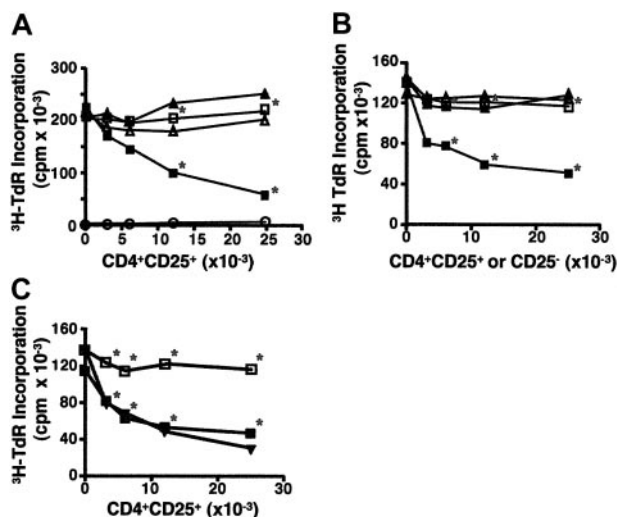 A
300
200
100
0
³H-TdR Incorporation
(cpm x 10⁻³)
*
*
*
*
0 5 10 15 20 25 30
CD4⁺CD25⁺ (x10⁻³)
B
160
120
80
40
0
³H TdR Incorporation
(cpm x 10⁻³)
*
*
*
*
*
0 10 20 30
CD4⁺CD25⁺ or CD25⁻ (x10⁻³)
C
160
120
80
40
0
³H-TdR Incorporation
(cpm x 10⁻³)
*
*
*
*
*
*
*
*
0 10 20 30
CD4⁺CD25⁺ (x10⁻³)